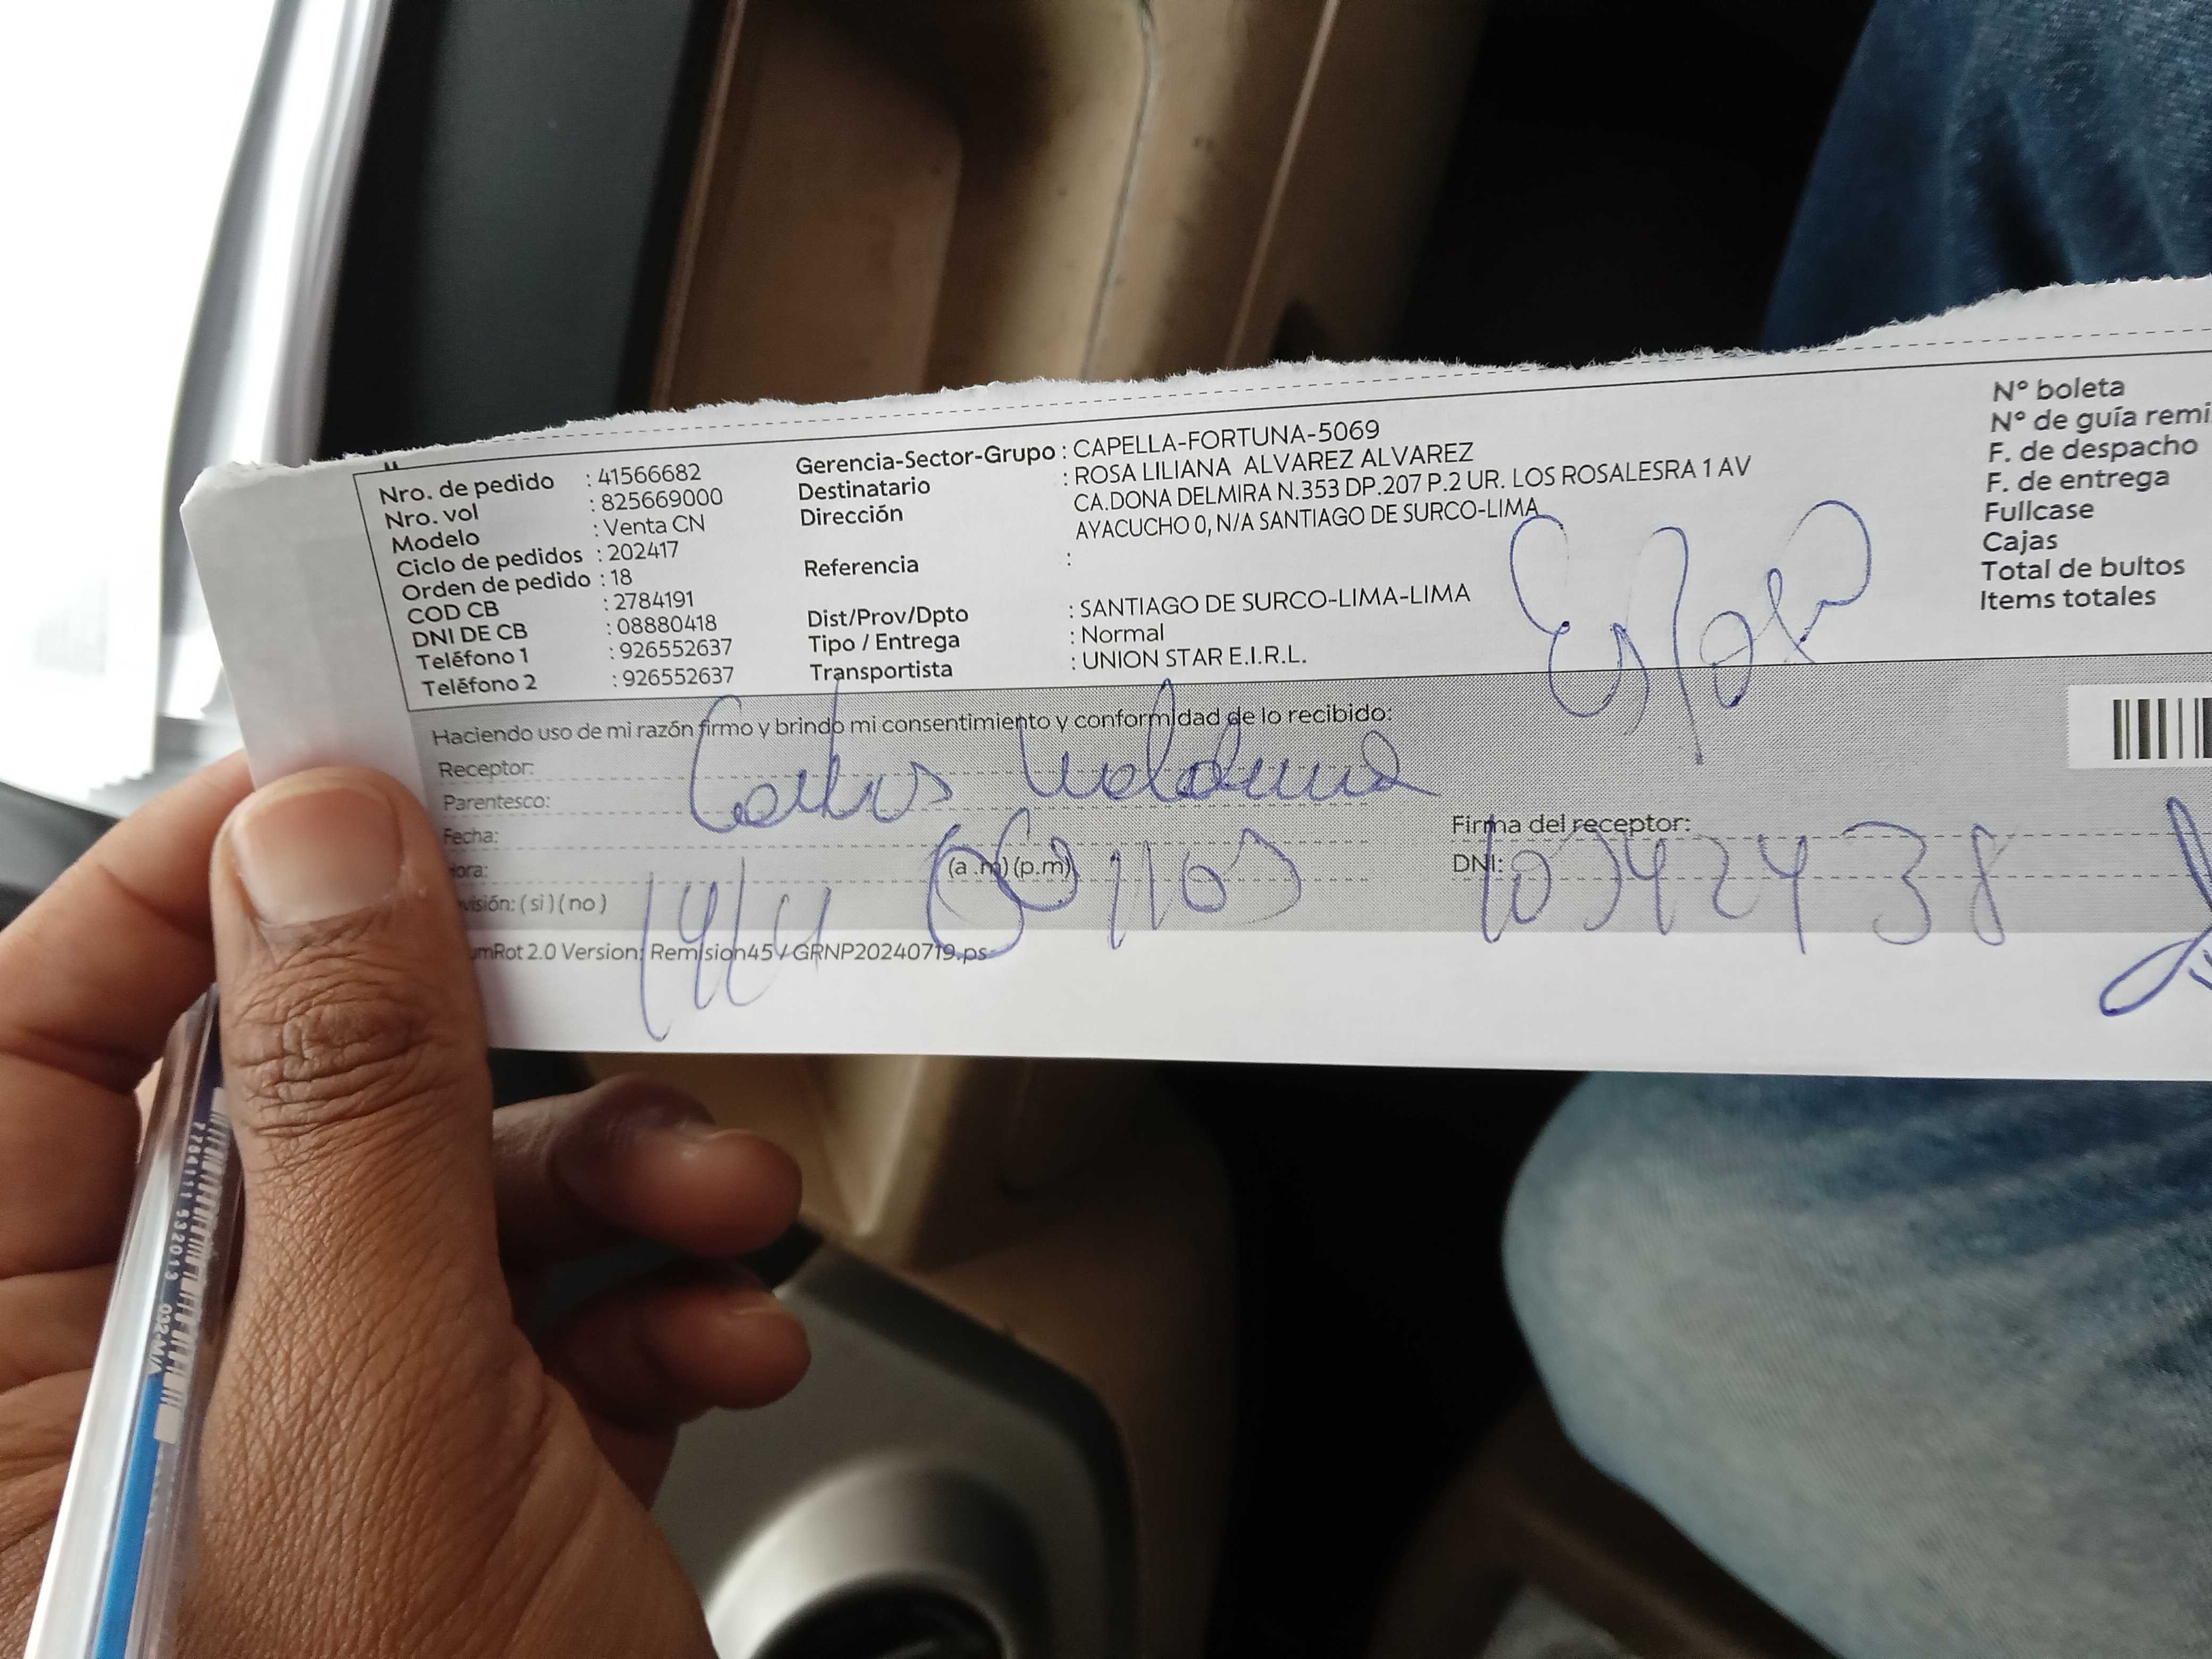 Nro. de pedido : 41566682
Nro. vol : 825669000
Modelo : Venta CN
Ciclo de pedidos : 202417
Orden de pedido : 18
COD CB : 2784191
DNI DE CB : 08880418
Teléfono 1 : 926552637
Teléfono 2 : 926552637
Gerencia-Sector-Grupo : CAPELLA-FORTUNA-5069
Destinatario : ROSA LILIANA ALVAREZ ALVAREZ
Dirección CA.DONA DELMIRA N.353 DP.207 P.2 UR. LOS ROSALESRA 1 AV
AYACUCHO 0, N/A SANTIAGO DE SURCO-LIMA
Referencia :
Dist/Prov/Dpto : SANTIAGO DE SURCO-LIMA-LIMA
Tipo / Entrega : Normal
Transportista : UNION STAR E.I.R.L.
N° boleta
N° de guía remi
F. de despacho
F. de entrega
Fullcase
Cajas
Total de bultos
Items totales
Haciendo uso de mi razón firmo y brindo mi consentimiento y conformidad de lo recibido:
Receptor: Carlos
Parentesco:
Fecha:
ora: (a .m) (p.m)
Firma del receptor:
DNI:
visión: ( si ) ( no )
umRot 2.0 Version: Remision45 / GRNP20240719.ps